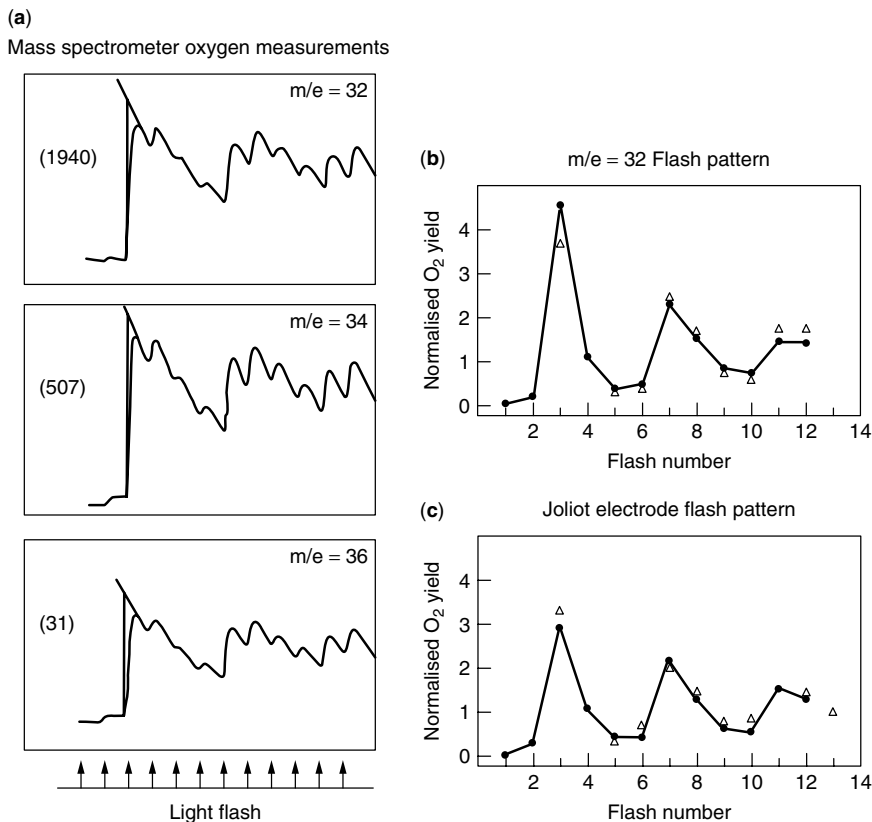 (a)
Mass spectrometer oxygen measurements
m/e = 32
(1940)
m/e = 34
(507)
m/e = 36
(31)
Light flash
(b)
m/e = 32 Flash pattern
Normalised O₂ yield
4
3
2
1
0
2 4 6 8 10 12 14
Flash number
(c)
Joliot electrode flash pattern
Normalised O₂ yield
4
3
2
1
0
2 4 6 8 10 12 14
Flash number